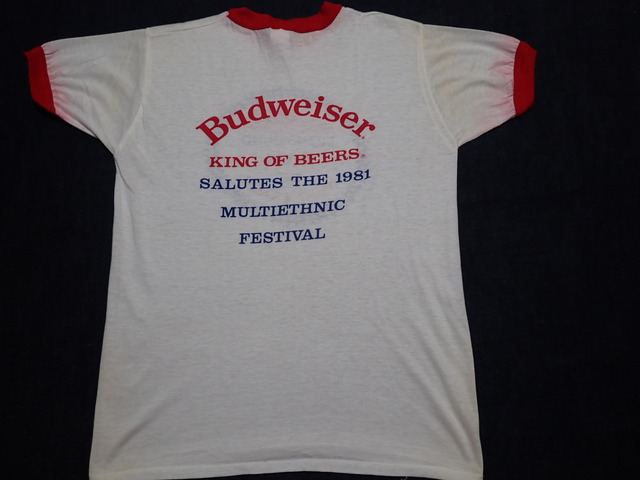 Budweiser
KING OF BEERS®
SALUTES THE 1981
MULTIETHNIC
FESTIVAL